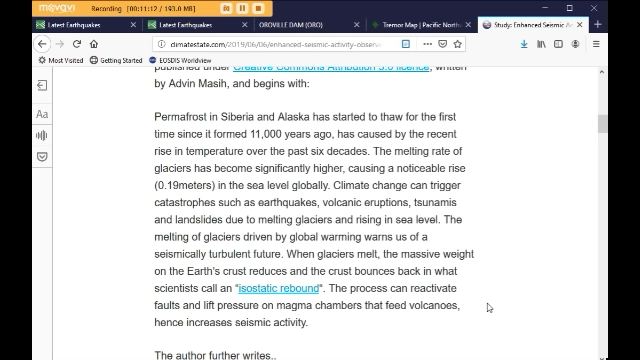 movavi Recording 00:11:12 / 193.0 MB
Latest Earthquakes Latest Earthquakes OROVILLE DAM (ORO) Tremor Map | Pacific North Study: Enhanced Seismic Ac
climatestate.com/2019/06/06/enhanced-seismic-activity-obser
Search
Most Visited Getting Started EOSDIS Worldview
published under Creative Commons Attribution 3.0 licence, written
by Advin Masih, and begins with:
Permafrost in Siberia and Alaska has started to thaw for the first
time since it formed 11,000 years ago, has caused by the recent
rise in temperature over the past six decades. The melting rate of
glaciers has become significantly higher, causing a noticeable rise
(0.19meters) in the sea level globally. Climate change can trigger
catastrophes such as earthquakes, volcanic eruptions, tsunamis
and landslides due to melting glaciers and rising in sea level. The
melting of glaciers driven by global warming warns us of a
seismically turbulent future. When glaciers melt, the massive weight
on the Earth's crust reduces and the crust bounces back in what
scientists call an "isostatic rebound". The process can reactivate
faults and lift pressure on magma chambers that feed volcanoes,
hence increases seismic activity.
The author further writes..
Aa